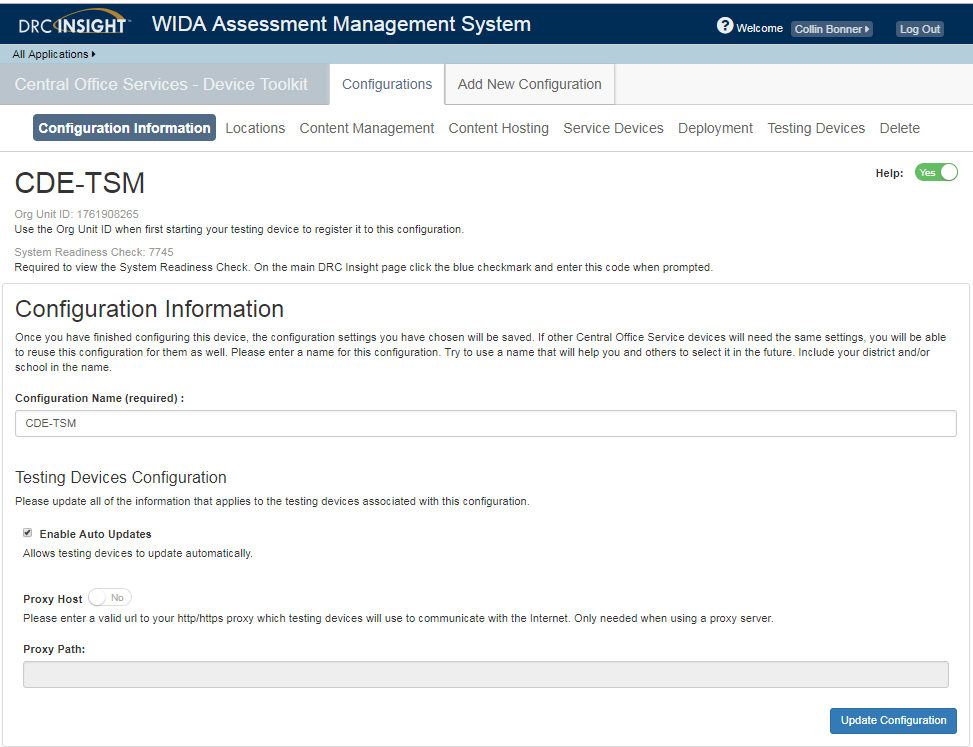 DRC INSIGHT WIDA Assessment Management System ? Welcome Collin Bonner Log Out
All Applications
Central Office Services - Device Toolkit Configurations Add New Configuration
Configuration Information Locations Content Management Content Hosting Service Devices Deployment Testing Devices Delete
CDE-TSM Help: Yes
Org Unit ID: 1761908265
Use the Org Unit ID when first starting your testing device to register it to this configuration.
System Readiness Check: 7745
Required to view the System Readiness Check. On the main DRC Insight page click the blue checkmark and enter this code when prompted.
Configuration Information
Once you have finished configuring this device, the configuration settings you have chosen will be saved. If other Central Office Service devices will need the same settings, you will be able
to reuse this configuration for them as well. Please enter a name for this configuration. Try to use a name that will help you and others to select it in the future. Include your district and/or
school in the name.
Configuration Name (required) :
CDE-TSM
Testing Devices Configuration
Please update all of the information that applies to the testing devices associated with this configuration.
Enable Auto Updates
Allows testing devices to update automatically.
Proxy Host No
Please enter a valid url to your http/https proxy which testing devices will use to communicate with the Internet. Only needed when using a proxy server.
Proxy Path:
Update Configuration